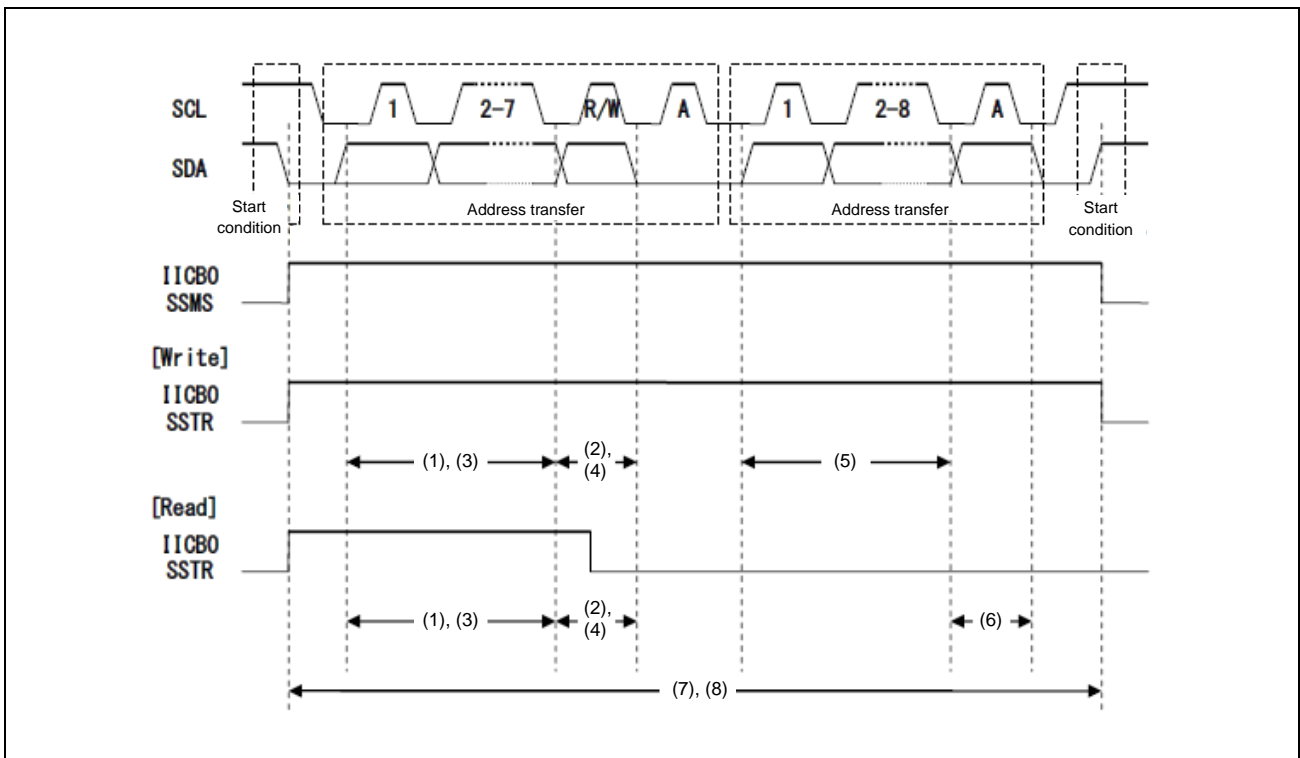 SCL
1
2-7
R/W
A
1
2-8
A
SDA
Start
condition
Address transfer
Address transfer
Start
condition
IICB0
SSMS
[Write]
IICB0
SSTR
(1), (3)
(2),
(4)
(5)
[Read]
IICB0
SSTR
(1), (3)
(2),
(4)
(6)
(7), (8)